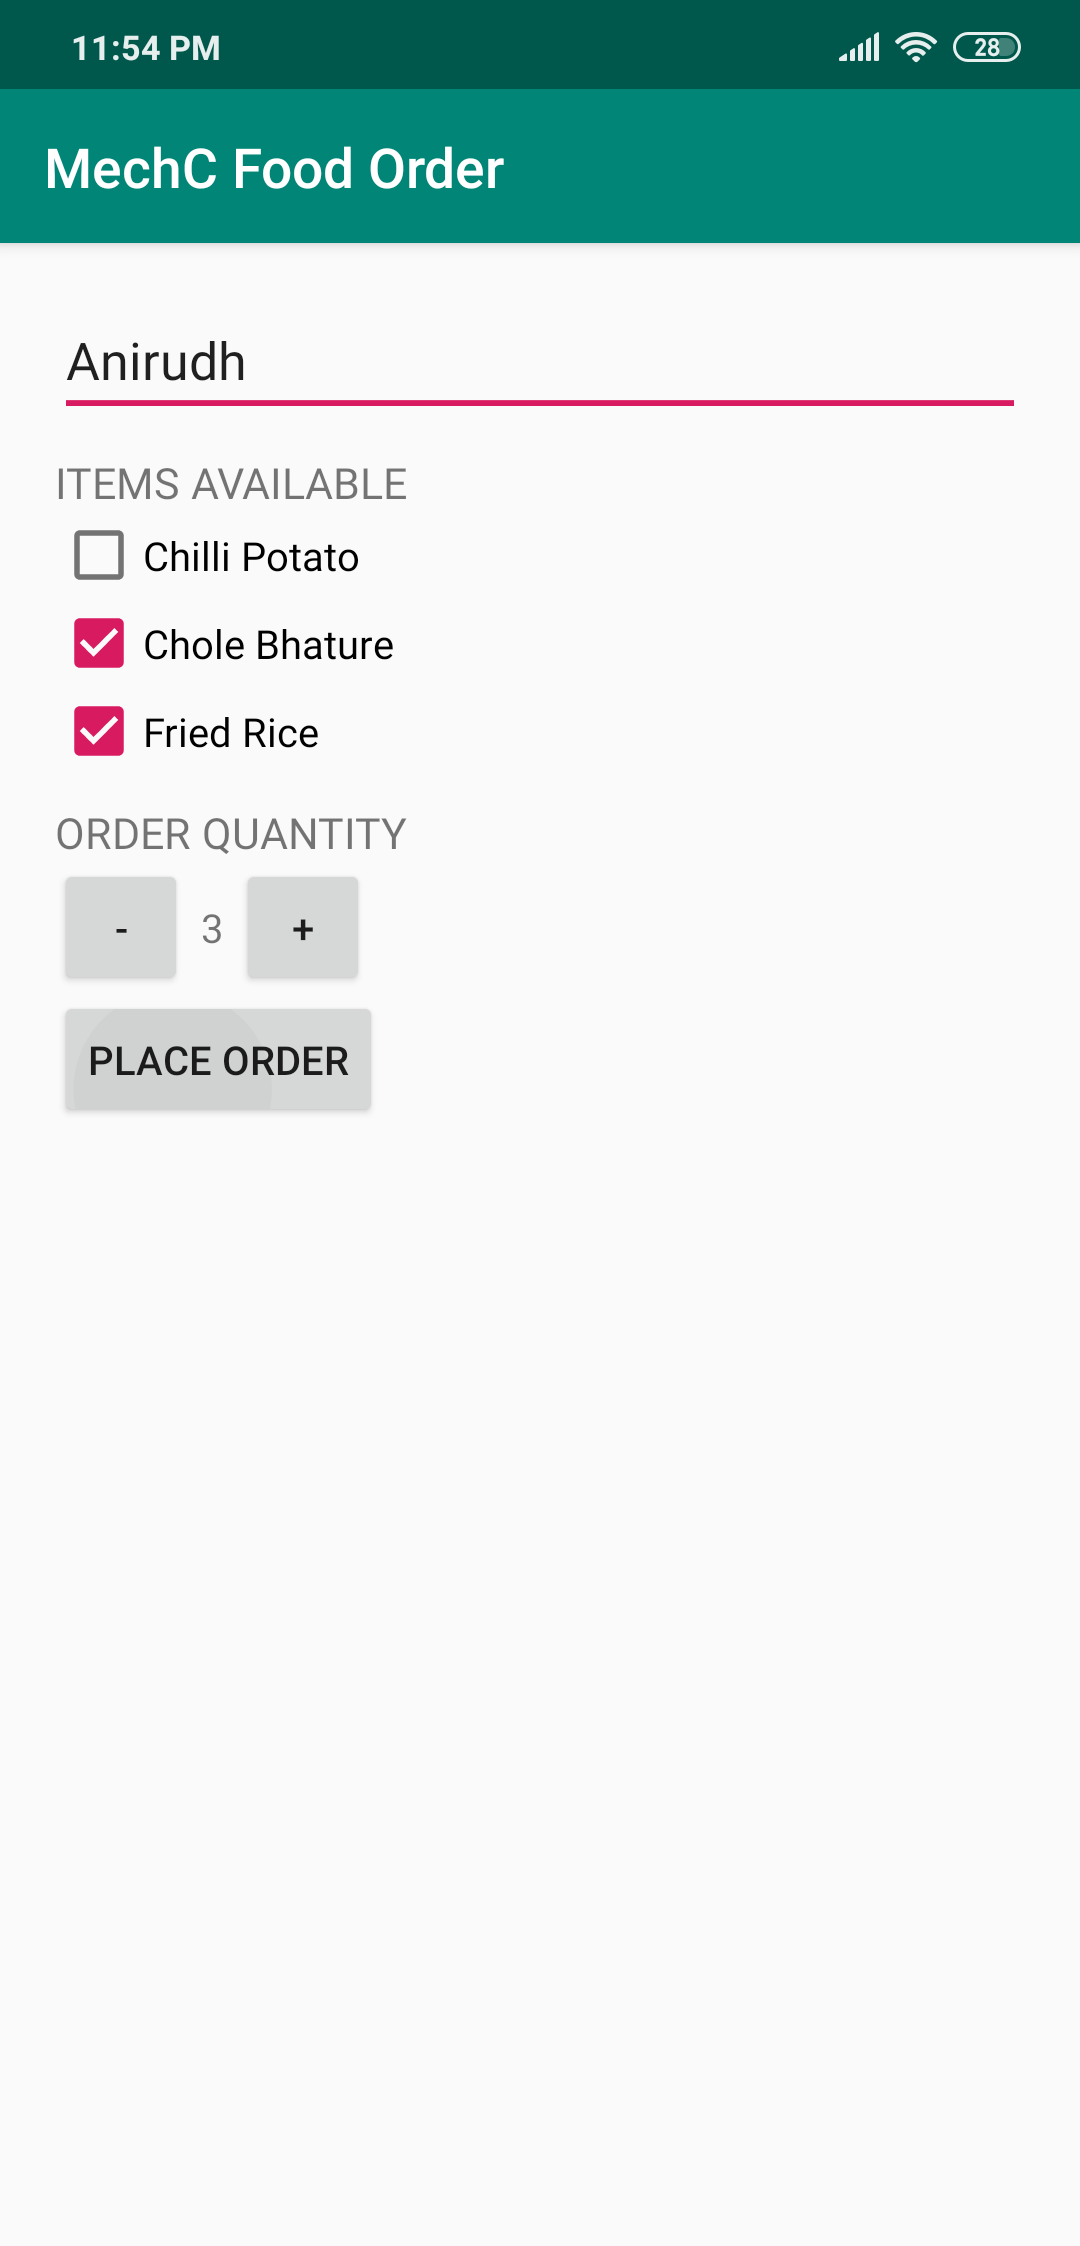 11:54 PM 28
MechC Food Order
Anirudh
ITEMS AVAILABLE
Chilli Potato
Chole Bhature
Fried Rice
ORDER QUANTITY
- 3 +
PLACE ORDER